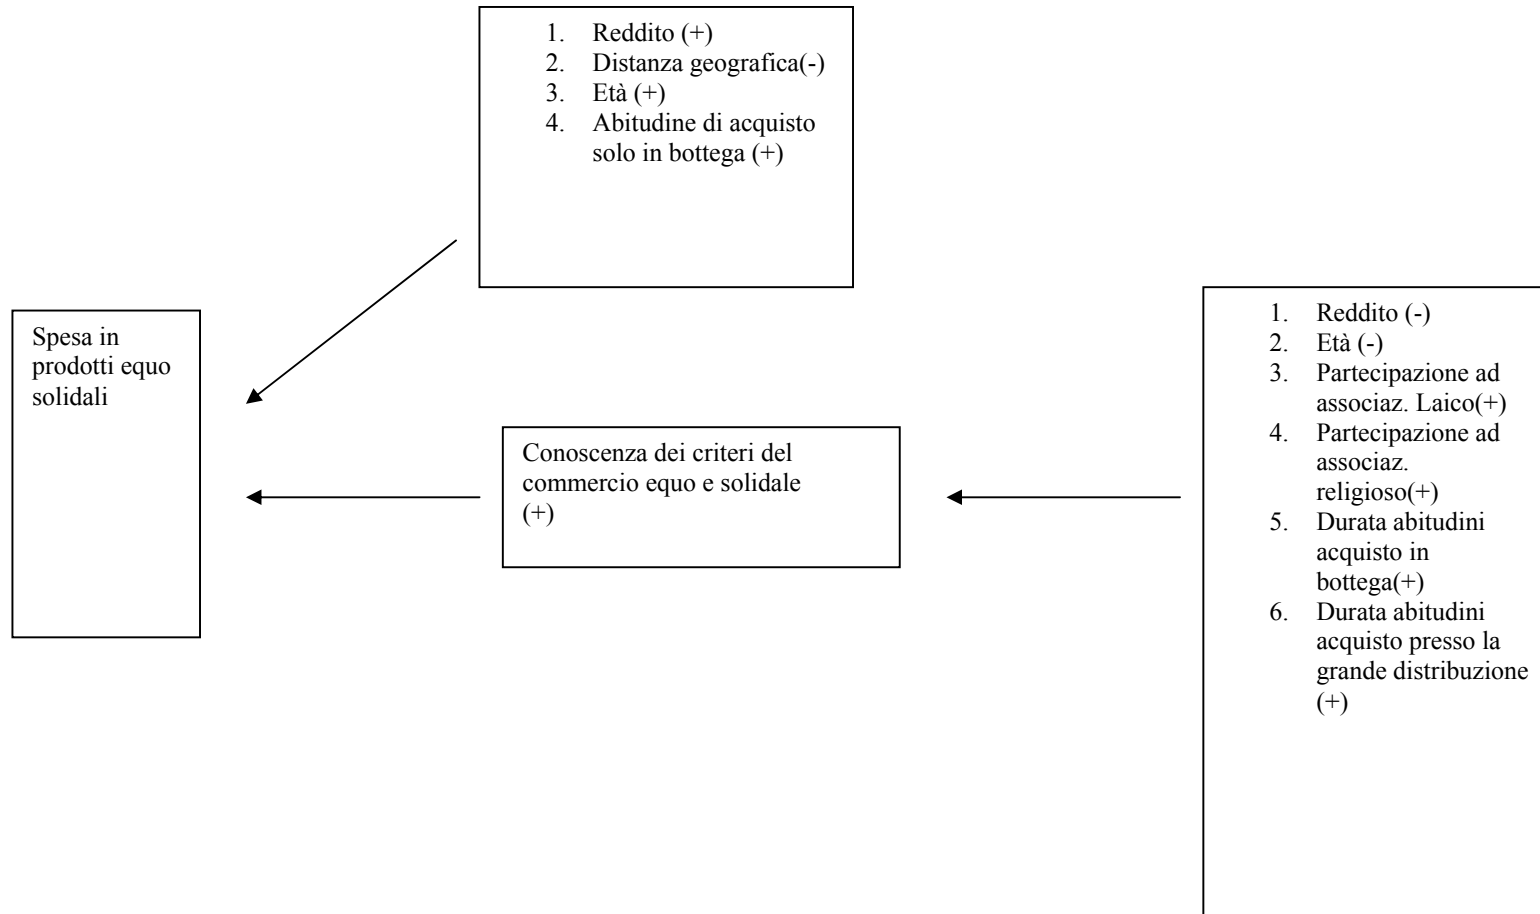 1. Reddito (+)
2. Distanza geografica(-)
3. Età (+)
4. Abitudine di acquisto
solo in bottega (+)
Spesa in
prodotti equo
solidali
Conoscenza dei criteri del
commercio equo e solidale
(+)
1. Reddito (-)
2. Età (-)
3. Partecipazione ad
associaz. Laico(+)
4. Partecipazione ad
associaz.
religioso(+)
5. Durata abitudini
acquisto in
bottega(+)
6. Durata abitudini
acquisto presso la
grande distribuzione
(+)